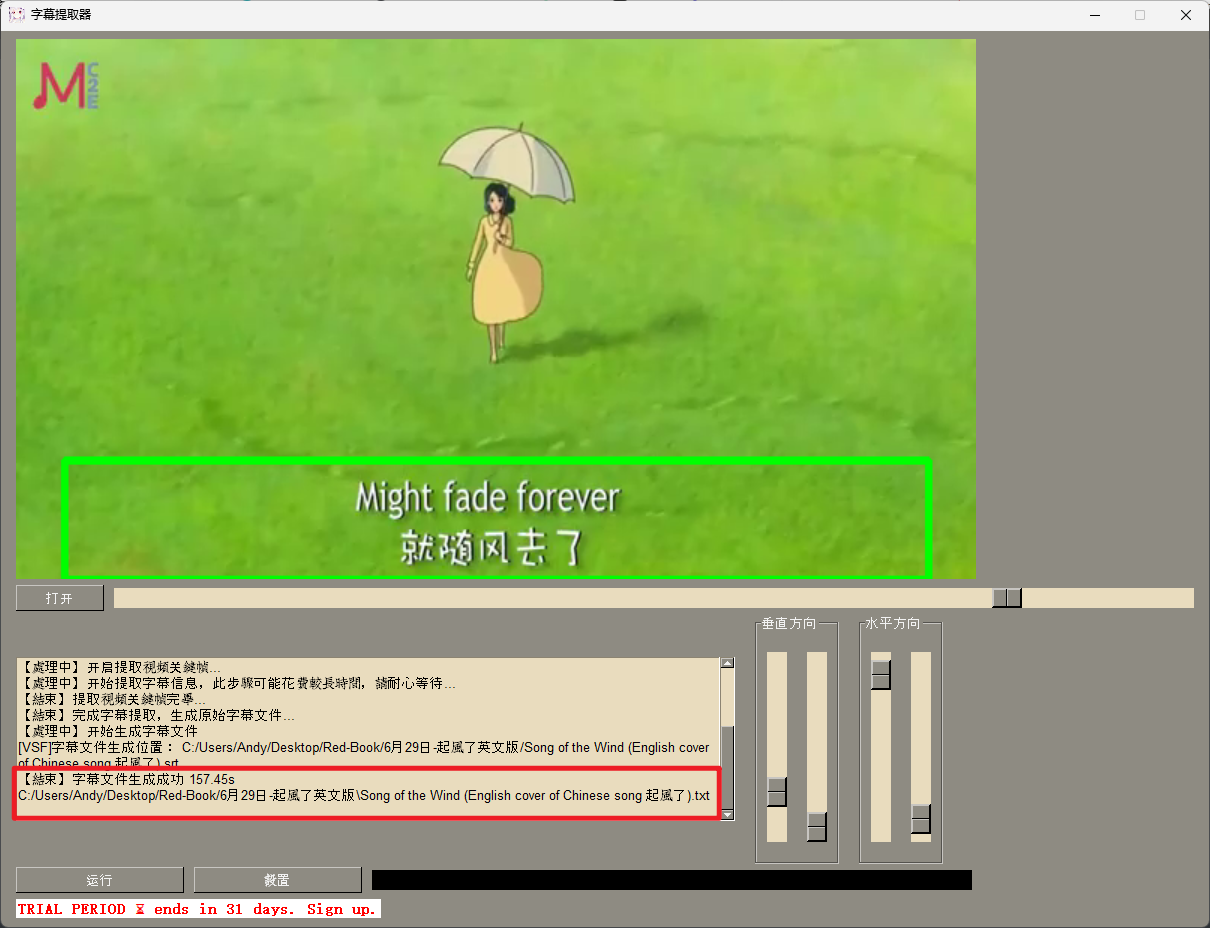 字幕提取器
M
C2E
Might fade forever
就随风去了
打开
垂直方向
水平方向
【處理中】开启提取視頻关鍵幀...
【處理中】开始提取字幕信息，此步驟可能花費較長時間，請耐心等待...
【結束】提取視頻关鍵幀完畢...
【結束】完成字幕提取，生成原始字幕文件...
【處理中】开始生成字幕文件
[VSF]字幕文件生成位置： C:/Users/Andy/Desktop/Red-Book/6月29日-起風了英文版/Song of the Wind (English cover
of Chinese song 起風了).srt
【結束】字幕文件生成成功 157.45s
C:/Users/Andy/Desktop/Red-Book/6月29日-起風了英文版\Song of the Wind (English cover of Chinese song 起風了).txt
运行
設置
TRIAL PERIOD ⌛ ends in 31 days. Sign up.